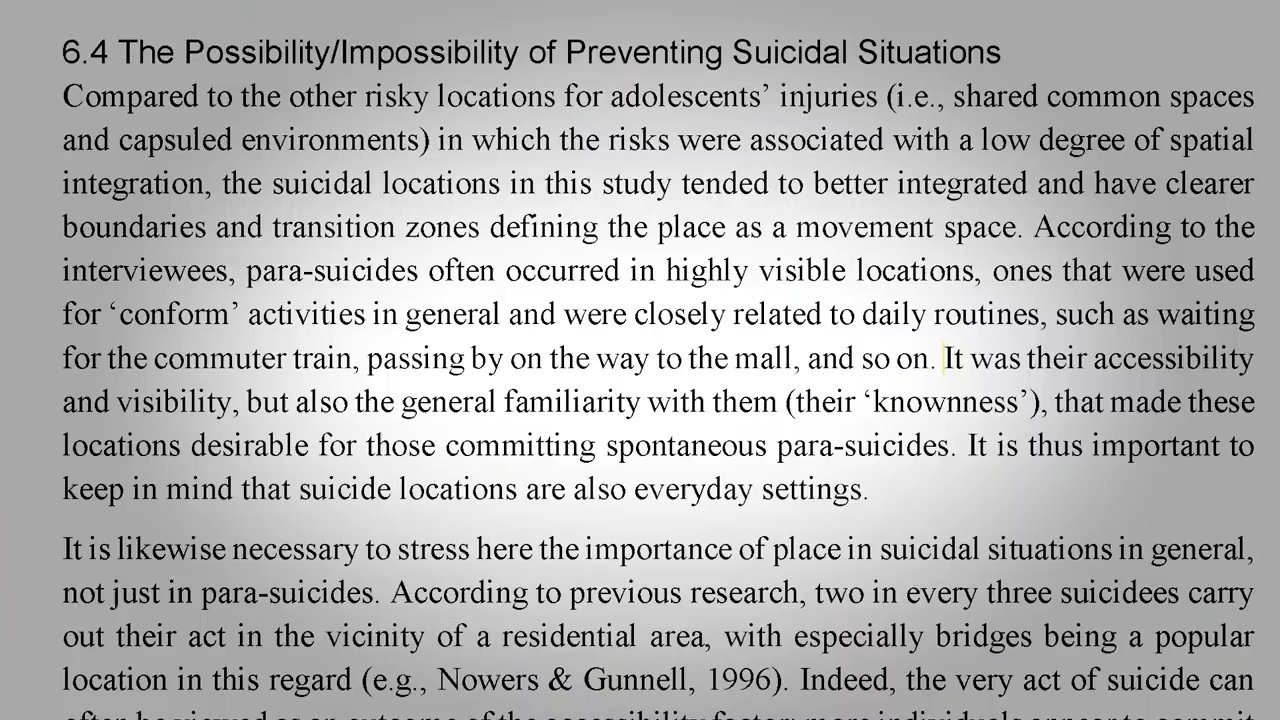 6.4 The Possibility/Impossibility of Preventing Suicidal Situations
Compared to the other risky locations for adolescents’ injuries (i.e., shared common spaces
and capsuled environments) in which the risks were associated with a low degree of spatial
integration, the suicidal locations in this study tended to better integrated and have clearer
boundaries and transition zones defining the place as a movement space. According to the
interviewees, para-suicides often occurred in highly visible locations, ones that were used
for ‘conform’ activities in general and were closely related to daily routines, such as waiting
for the commuter train, passing by on the way to the mall, and so on. It was their accessibility
and visibility, but also the general familiarity with them (their ‘knownness’), that made these
locations desirable for those committing spontaneous para-suicides. It is thus important to
keep in mind that suicide locations are also everyday settings.
It is likewise necessary to stress here the importance of place in suicidal situations in general,
not just in para-suicides. According to previous research, two in every three suicidees carry
out their act in the vicinity of a residential area, with especially bridges being a popular
location in this regard (e.g., Nowers & Gunnell, 1996). Indeed, the very act of suicide can